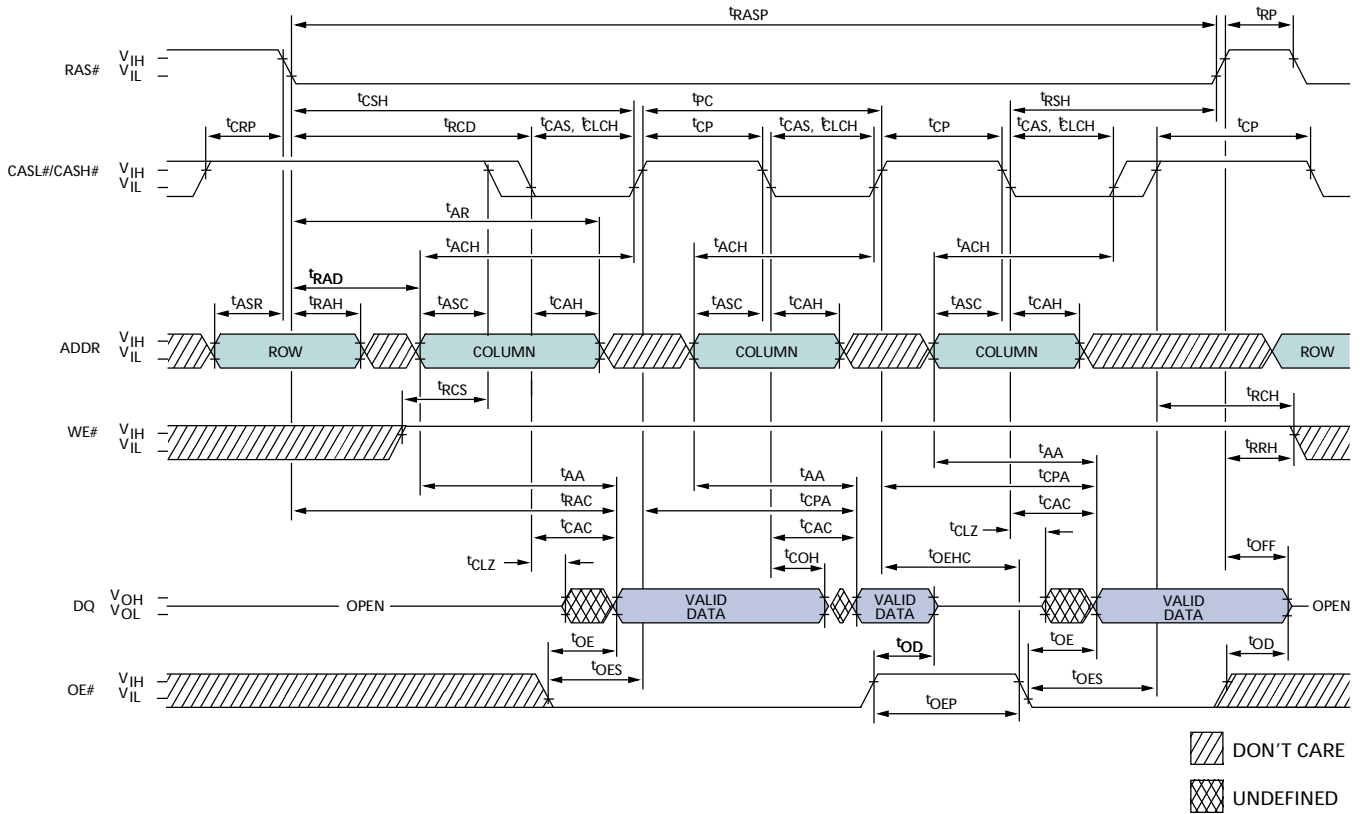 tRASP tRP
RAS# VIH
VIL
tCSH tPC tRSH
tCRP tRCD tCAS, tCLCH tCP tCAS, tCLCH tCP tCAS, tCLCH tCP
CASL#/CASH# VIH
VIL
tAR
tACH tACH tACH
tRAD
tASR tRAH tASC tCAH tASC tCAH tASC tCAH
ADDR VIH
VIL
ROW COLUMN COLUMN COLUMN ROW
tRCS tRCH
WE# VIH
VIL
tRRH
tAA tAA tAA
tRAC tCPA tCPA
tCAC tCAC tCAC
tCLZ tCOH tOEHC tCLZ tOFF
DQ VOH
VOL
OPEN VALID DATA VALID DATA VALID DATA OPEN
tOE tOD tOE tOD
tOES tOES
OE# VIH
VIL
tOEP
DON'T CARE
UNDEFINED